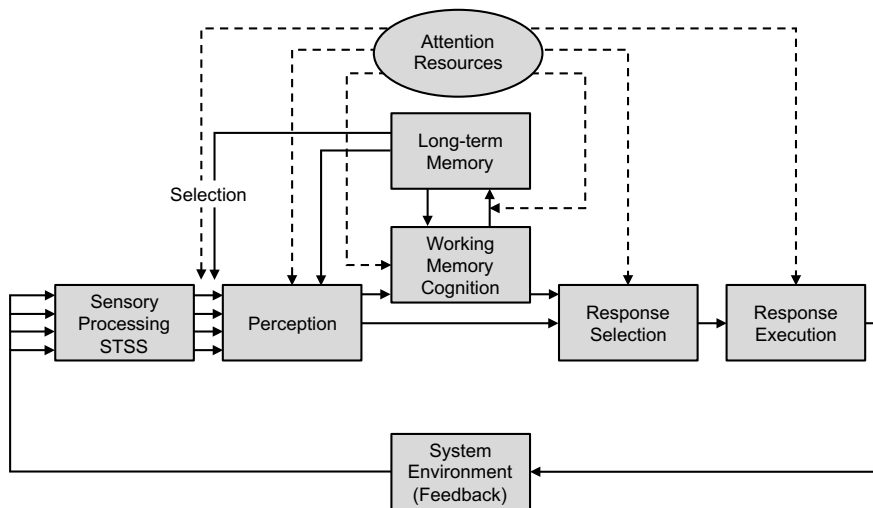 Attention
Resources
Long-term
Memory
Selection
Working
Memory
Cognition
Sensory
Processing
STSS
Perception
Response
Selection
Response
Execution
System
Environment
(Feedback)